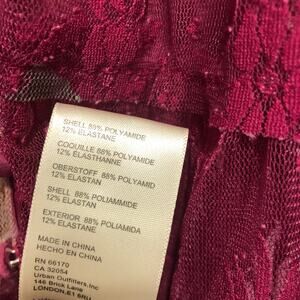 SHELL 88% POLYAMIDE
12% ELASTANE
COQUILLE 88% POLYAMIDE
12% ELASTHANNE
OBERSTOFF 88% POLYAMID
12% ELASTAN
SHELL 88% POLIAMMIDE
12% ELASTAN
EXTERIOR 88% POLIAMIDA
12% ELASTAN
MADE IN CHINA
HECHO EN CHINA
RN 66170
CA 32054
Urban Outfitters,Inc
146 Brick Lane
LONDON.E1 6RU